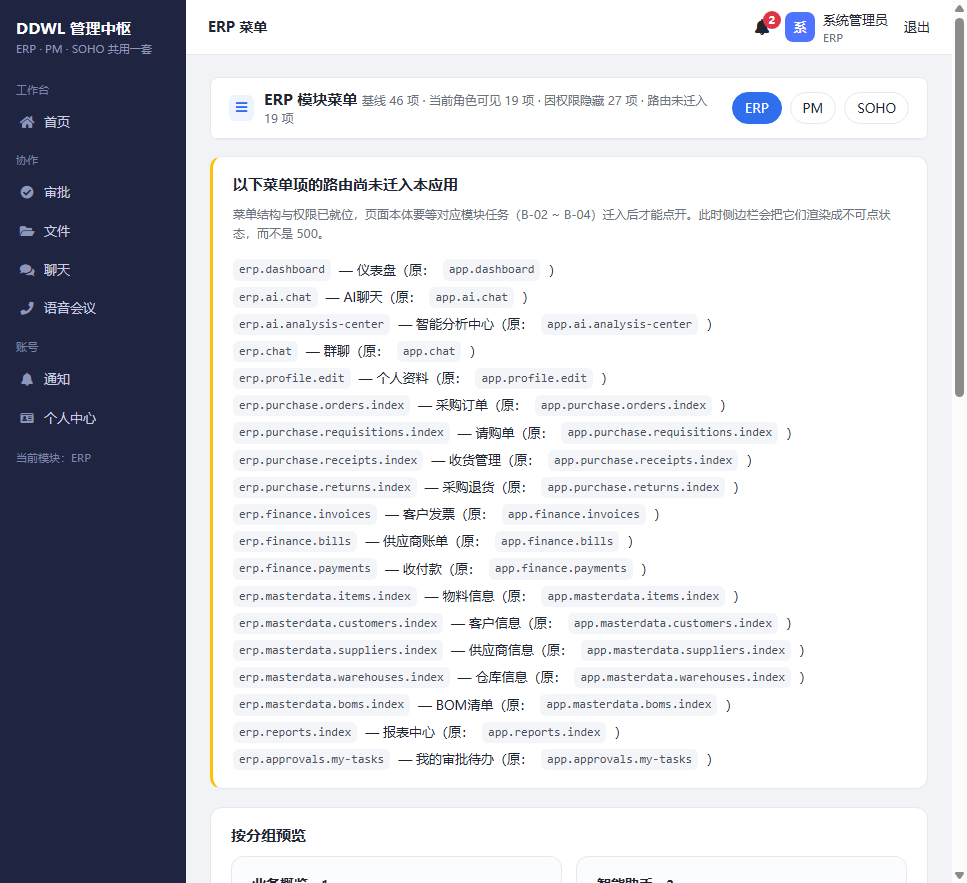 DDWL 管理中枢
ERP · PM · SOHO 共用一套
工作台
首页
协作
审批
文件
聊天
语音会议
账号
通知
个人中心
当前模块：ERP
ERP 菜单
2
系
系统管理员
ERP
退出
ERP 模块菜单 基线 46 项 · 当前角色可见 19 项 · 因权限隐藏 27 项 · 路由未迁入
19 项
ERP
PM
SOHO
以下菜单项的路由尚未迁入本应用
菜单结构与权限已就位，页面本体要等对应模块任务（B-02 ~ B-04）迁入后才能点开。此时侧边栏会把它们渲染成不可点状
态，而不是 500。
erp.dashboard — 仪表盘（原： app.dashboard ）
erp.ai.chat — AI聊天（原： app.ai.chat ）
erp.ai.analysis-center — 智能分析中心（原： app.ai.analysis-center ）
erp.chat — 群聊（原： app.chat ）
erp.profile.edit — 个人资料（原： app.profile.edit ）
erp.purchase.orders.index — 采购订单（原： app.purchase.orders.index ）
erp.purchase.requisitions.index — 请购单（原： app.purchase.requisitions.index ）
erp.purchase.receipts.index — 收货管理（原： app.purchase.receipts.index ）
erp.purchase.returns.index — 采购退货（原： app.purchase.returns.index ）
erp.finance.invoices — 客户发票（原： app.finance.invoices ）
erp.finance.bills — 供应商账单（原： app.finance.bills ）
erp.finance.payments — 收付款（原： app.finance.payments ）
erp.masterdata.items.index — 物料信息（原： app.masterdata.items.index ）
erp.masterdata.customers.index — 客户信息（原： app.masterdata.customers.index ）
erp.masterdata.suppliers.index — 供应商信息（原： app.masterdata.suppliers.index ）
erp.masterdata.warehouses.index — 仓库信息（原： app.masterdata.warehouses.index ）
erp.masterdata.boms.index — BOM清单（原： app.masterdata.boms.index ）
erp.reports.index — 报表中心（原： app.reports.index ）
erp.approvals.my-tasks — 我的审批待办（原： app.approvals.my-tasks ）
按分组预览